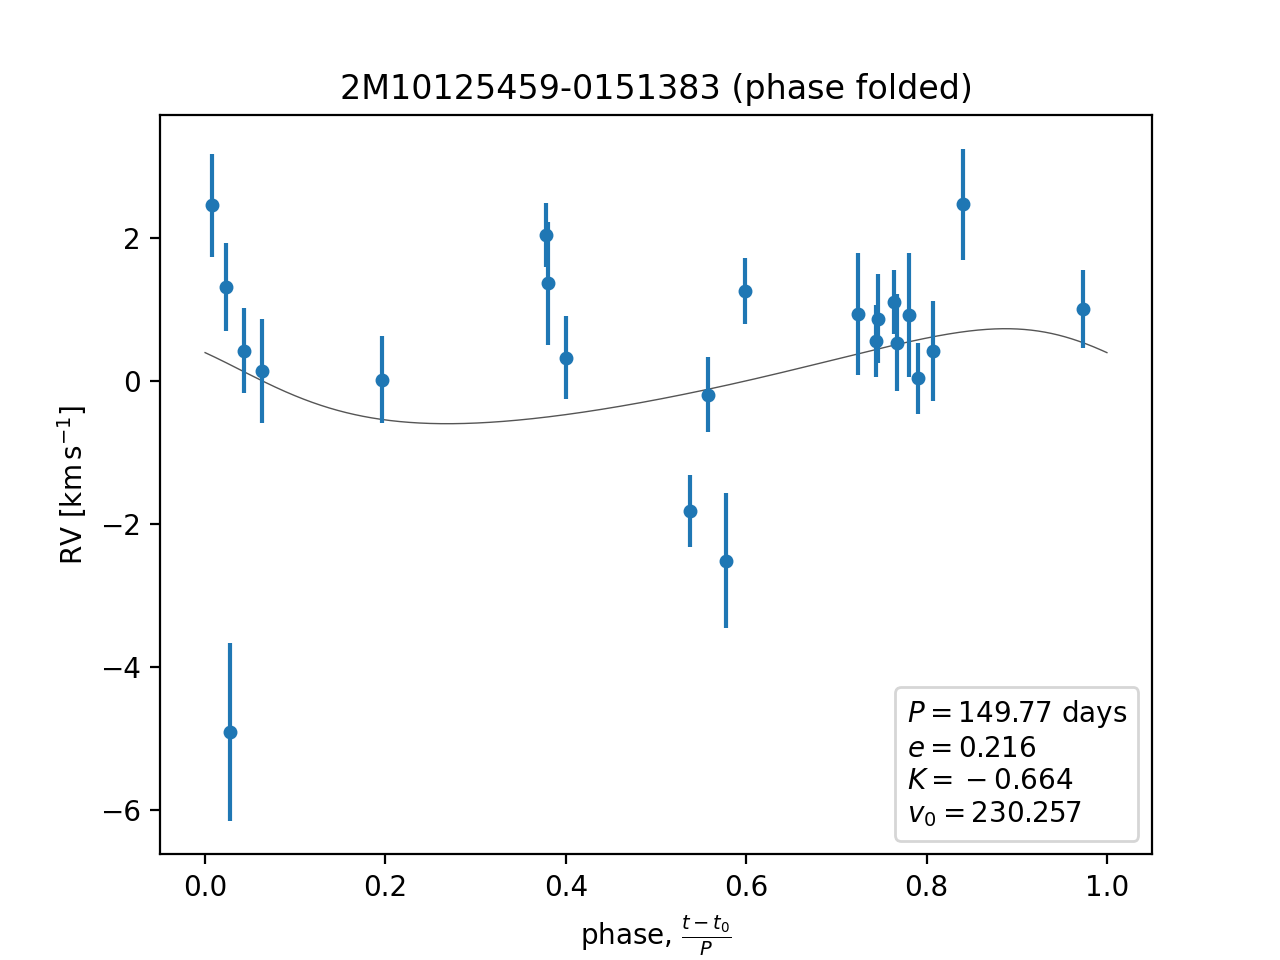 2M10125459-0151383 (phase folded)
RV [km s⁻¹]
2
0
−2
−4
−6
P = 149.77 days
e = 0.216
K = −0.664
v₀ = 230.257
0.0 0.2 0.4 0.6 0.8 1.0
phase, (t − t₀)/P